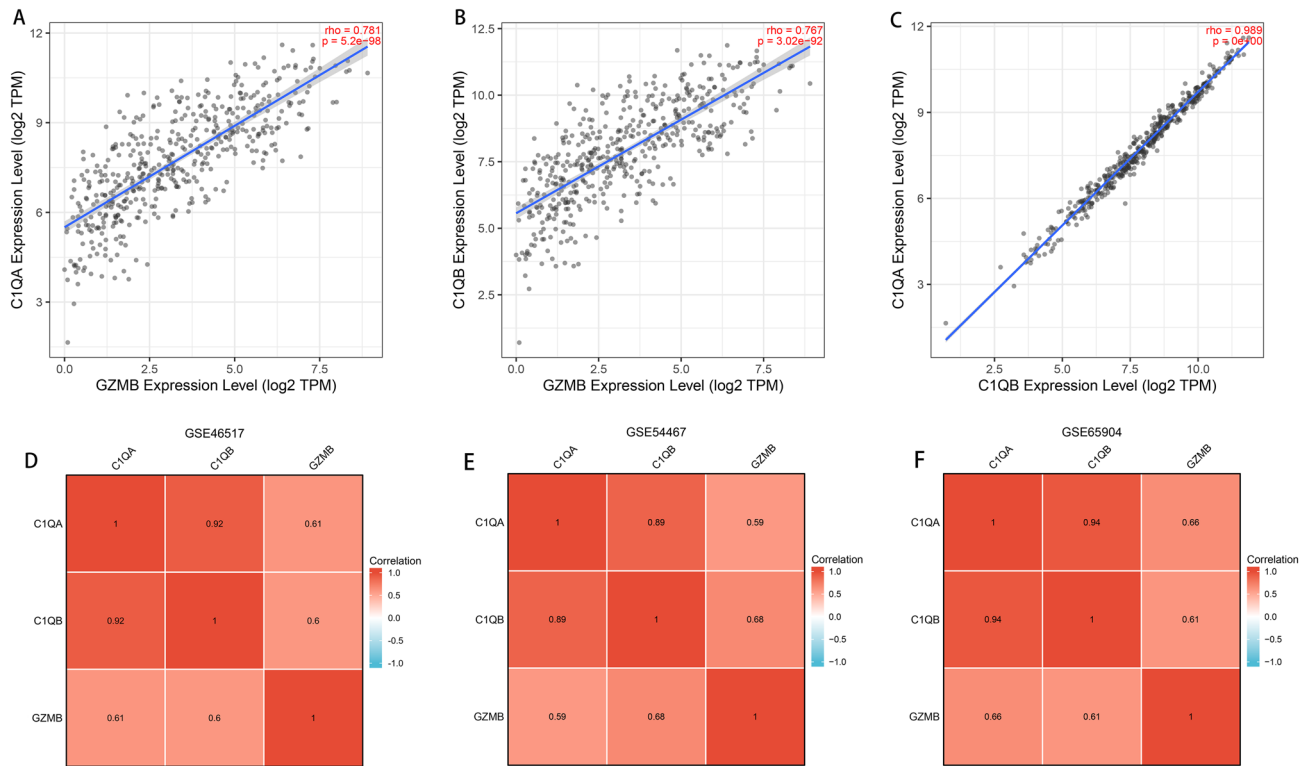 A
rho = 0.781
p = 5.2e−98
C1QA Expression Level (log2 TPM)
12
9
6
3
0.0 2.5 5.0 7.5
GZMB Expression Level (log2 TPM)
B
rho = 0.767
p = 3.02e−92
C1QB Expression Level (log2 TPM)
12.5
10.0
7.5
5.0
2.5
0.0 2.5 5.0 7.5
GZMB Expression Level (log2 TPM)
C
rho = 0.989
p = 0e+00
C1QA Expression Level (log2 TPM)
12
9
6
3
2.5 5.0 7.5 10.0
C1QB Expression Level (log2 TPM)
D
GSE46517
C1QA C1QB GZMB
C1QA 1 0.92 0.61
C1QB 0.92 1 0.6
GZMB 0.61 0.6 1
Correlation
1.0
0.5
0.0
−0.5
−1.0
E
GSE54467
C1QA C1QB GZMB
C1QA 1 0.89 0.59
C1QB 0.89 1 0.68
GZMB 0.59 0.68 1
Correlation
1.0
0.5
0.0
−0.5
−1.0
F
GSE65904
C1QA C1QB GZMB
C1QA 1 0.94 0.66
C1QB 0.94 1 0.61
GZMB 0.66 0.61 1
Correlation
1.0
0.5
0.0
−0.5
−1.0